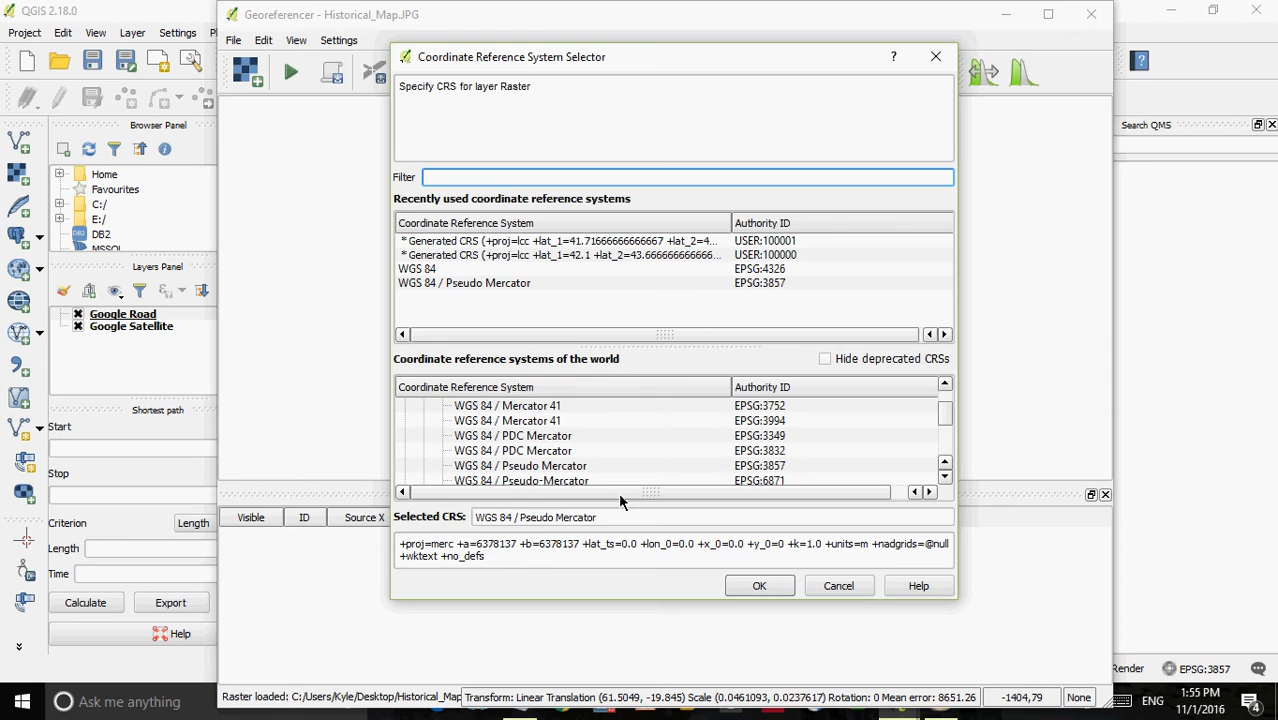 QGIS 2.18.0
Georeferencer - Historical_Map.JPG
Project Edit View Layer Settings
File Edit View Settings
Coordinate Reference System Selector
?
Specify CRS for layer Raster
Browser Panel
Search QMS
Home
Favourites
C:/
E:/
DB2
MSSQL
Filter
Recently used coordinate reference systems
Coordinate Reference System Authority ID
* Generated CRS (+proj=lcc +lat_1=41.71666666666667 +lat_2=4... USER:100001
* Generated CRS (+proj=lcc +lat_1=42.1 +lat_2=43.666666666666... USER:100000
WGS 84 EPSG:4326
WGS 84 / Pseudo Mercator EPSG:3857
Layers Panel
Google Road
Google Satellite
Coordinate reference systems of the world
Hide deprecated CRSs
Coordinate Reference System Authority ID
WGS 84 / Mercator 41 EPSG:3752
WGS 84 / Mercator 41 EPSG:3994
WGS 84 / PDC Mercator EPSG:3349
WGS 84 / PDC Mercator EPSG:3832
WGS 84 / Pseudo Mercator EPSG:3857
WGS 84 / Pseudo-Mercator EPSG:6871
Selected CRS: WGS 84 / Pseudo Mercator
+proj=merc +a=6378137 +b=6378137 +lat_ts=0.0 +lon_0=0.0 +x_0=0.0 +y_0=0 +k=1.0 +units=m +nadgrids=@null
+wktext +no_defs
OK Cancel Help
Shortest path
Start
Stop
Criterion Length
Length
Time
Calculate Export
Help
Visible ID Source X
Render EPSG:3857
Raster loaded: C:/Users/Kyle/Desktop/Historical_Map
Transform: Linear Translation (61.5049, -19.845) Scale (0.0461093, 0.0237617) Rotation: 0 Mean error: 8651.26
-1404,79
None
Ask me anything
ENG
1:55 PM
11/1/2016
4